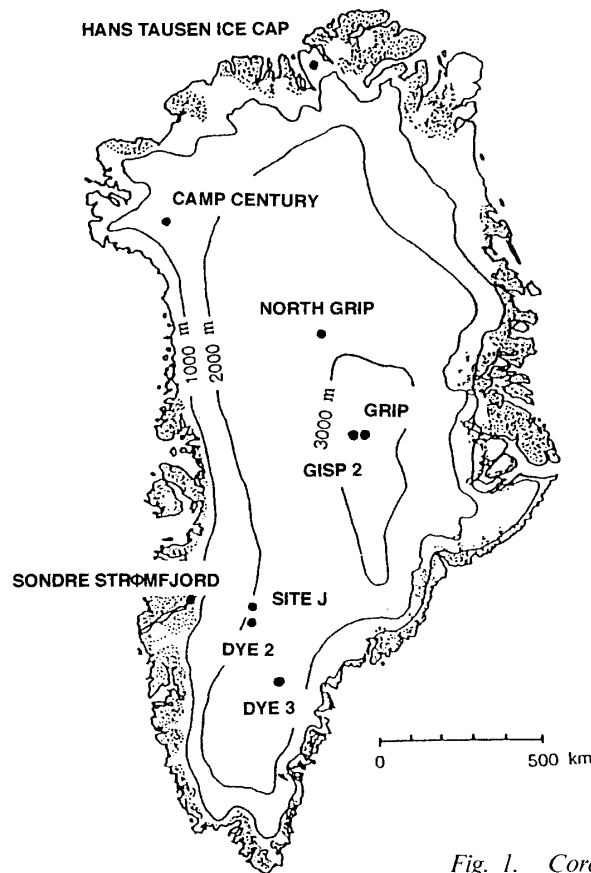 HANS TAUSEN ICE CAP
CAMP CENTURY
NORTH GRIP
1000 m
2000 m
3000 m
GRIP
GISP 2
SONDRE STRΦMFJORD
SITE J
DYE 2
DYE 3
0 500 km
Fig. 1. Cor